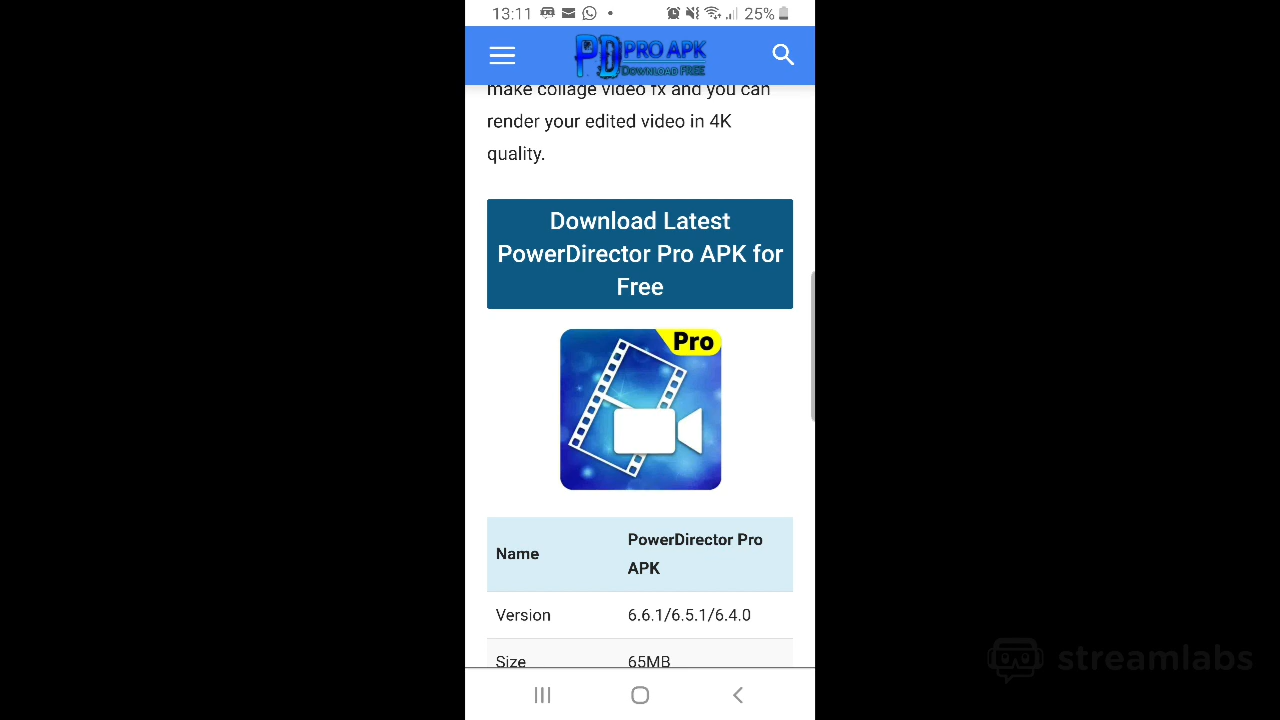 13:11
25%
PD PRO APK
DOWNLOAD FREE
make collage video fx and you can
render your edited video in 4K
quality.
Download Latest
PowerDirector Pro APK for
Free
Pro
Name
PowerDirector Pro
APK
Version 6.6.1/6.5.1/6.4.0
Size 65MB
streamlabs